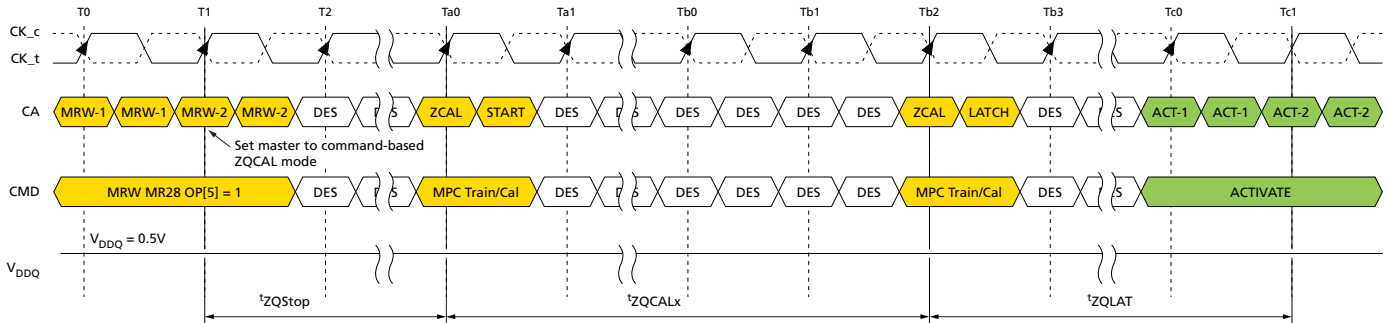 T0 T1 T2 Ta0 Ta1 Tb0 Tb1 Tb2 Tb3 Tc0 Tc1
CK_c
CK_t
CA MRW-1 MRW-1 MRW-2 MRW-2 DES ZCAL START DES DES DES DES DES ZCAL LATCH DES ACT-1 ACT-1 ACT-2 ACT-2
Set master to command-based
ZQCAL mode
CMD MRW MR28 OP[5] = 1 DES MPC Train/Cal DES DES DES DES DES MPC Train/Cal DES ACTIVATE
VDDQ = 0.5V
VDDQ
tZQStop tZQCALx tZQLAT